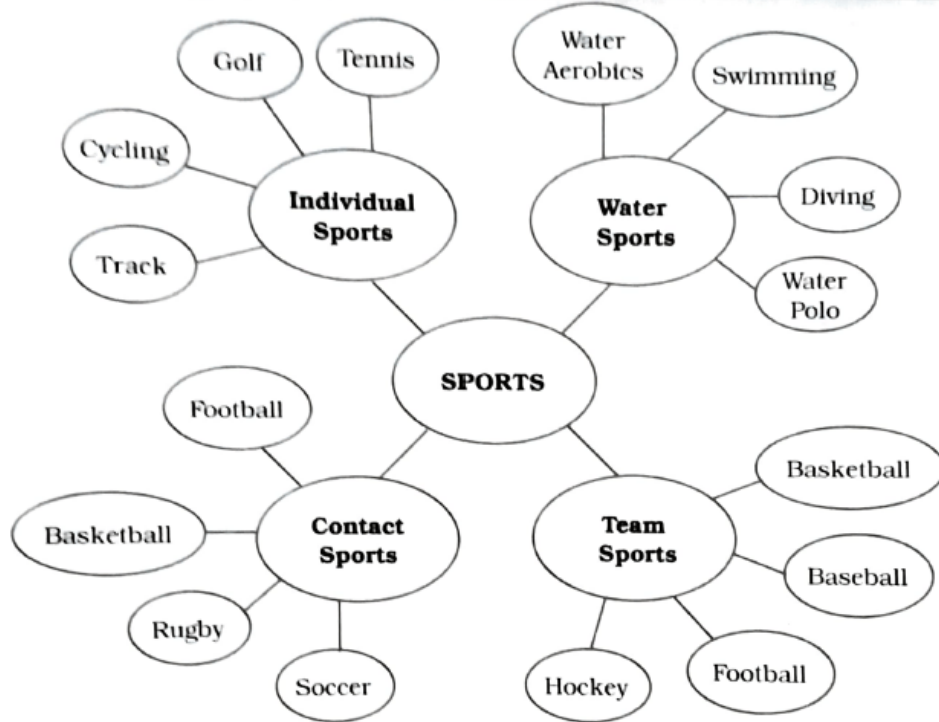 Golf
Tennis
Cycling
Track
Individual
Sports
Water
Aerobics
Swimming
Diving
Water
Polo
Water
Sports
SPORTS
Football
Basketball
Rugby
Soccer
Contact
Sports
Team
Sports
Basketball
Baseball
Football
Hockey